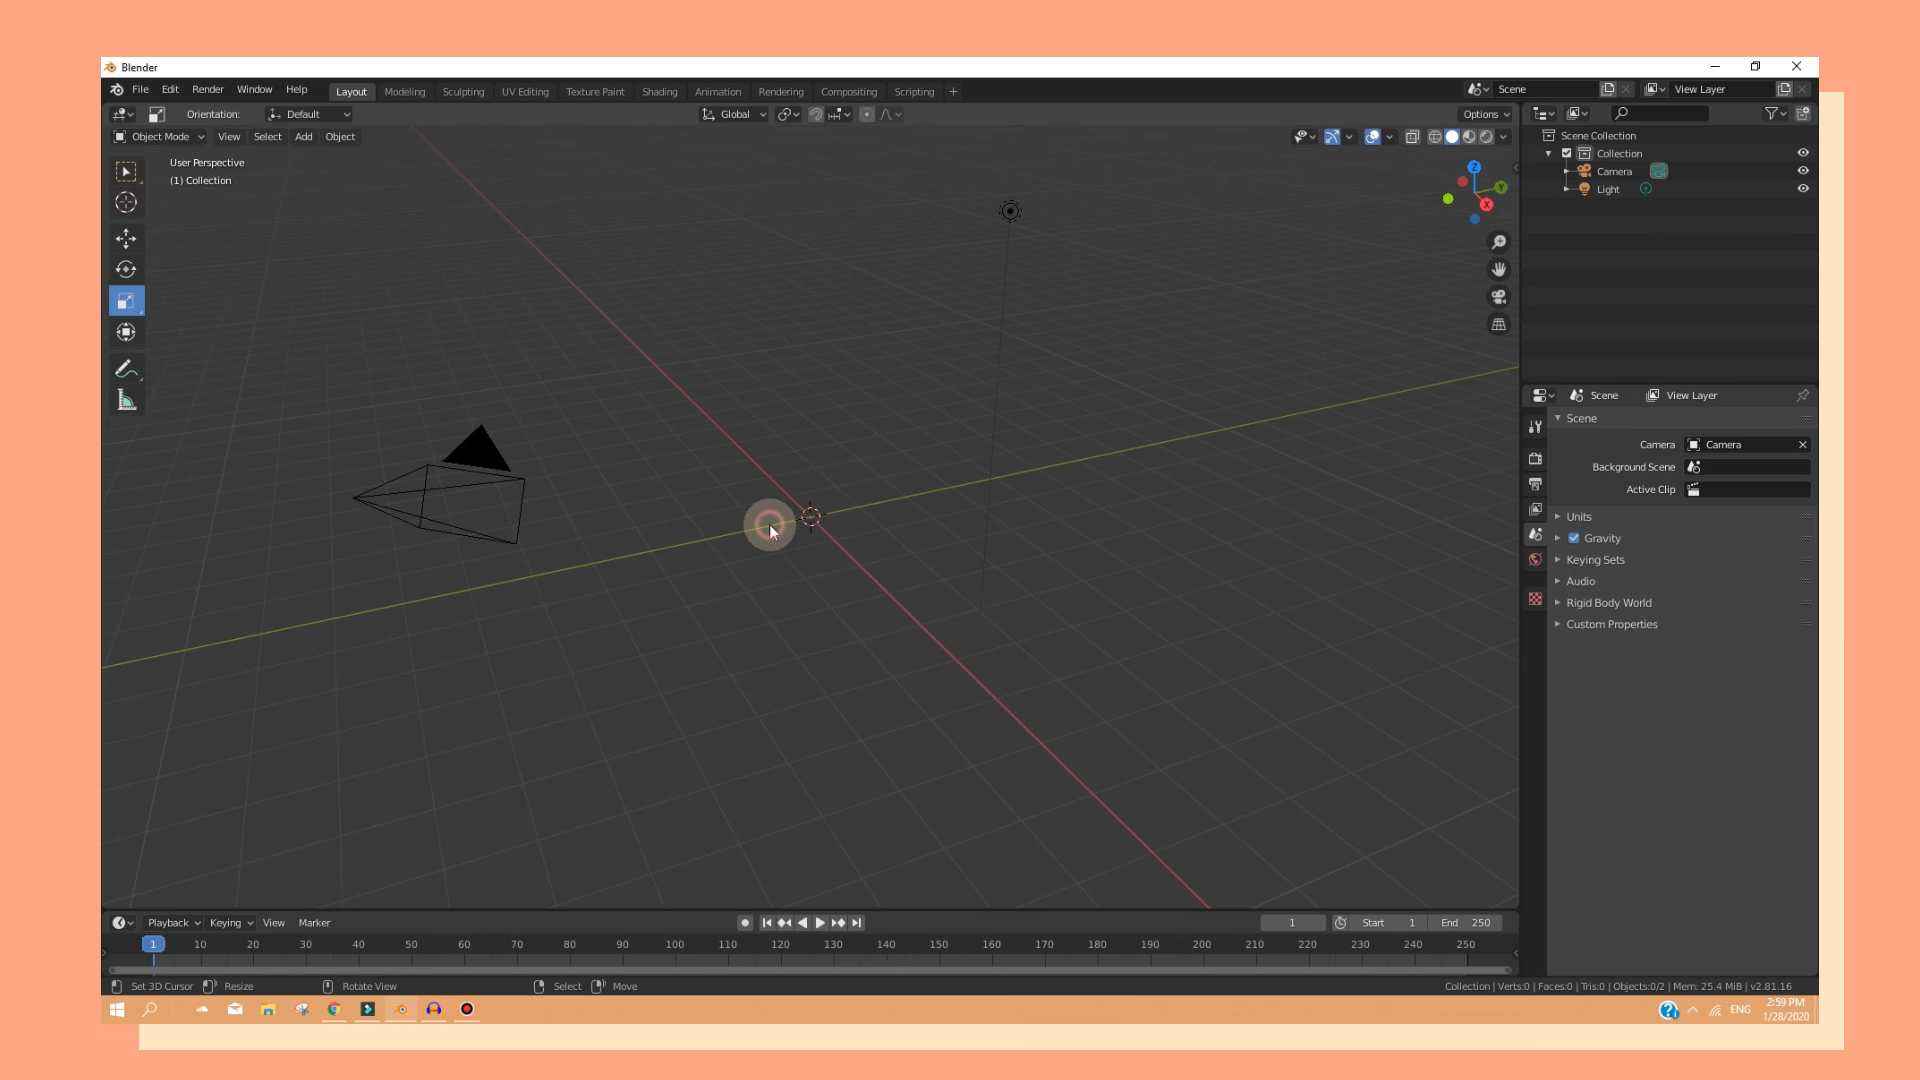 Blender
File Edit Render Window Help Layout Modeling Sculpting UV Editing Texture Paint Shading Animation Rendering Compositing Scripting + Scene View Layer
Orientation: Default Global Options
Object Mode View Select Add Object
User Perspective
(1) Collection
Z
Y
X
Scene Collection
Collection
Camera
Light
Scene View Layer
Scene
Camera Camera
Background Scene
Active Clip
Units
Gravity
Keying Sets
Audio
Rigid Body World
Custom Properties
Playback Keying View Marker 1 Start 1 End 250
1 10 20 30 40 50 60 70 80 90 100 110 120 130 140 150 160 170 180 190 200 210 220 230 240 250
Set 3D Cursor Resize Rotate View Select Move Collection | Verts:0 | Faces:0 | Tris:0 | Objects:0/2 | Mem: 25.4 MiB | v2.81.16
ENG 2:59 PM
1/28/2020